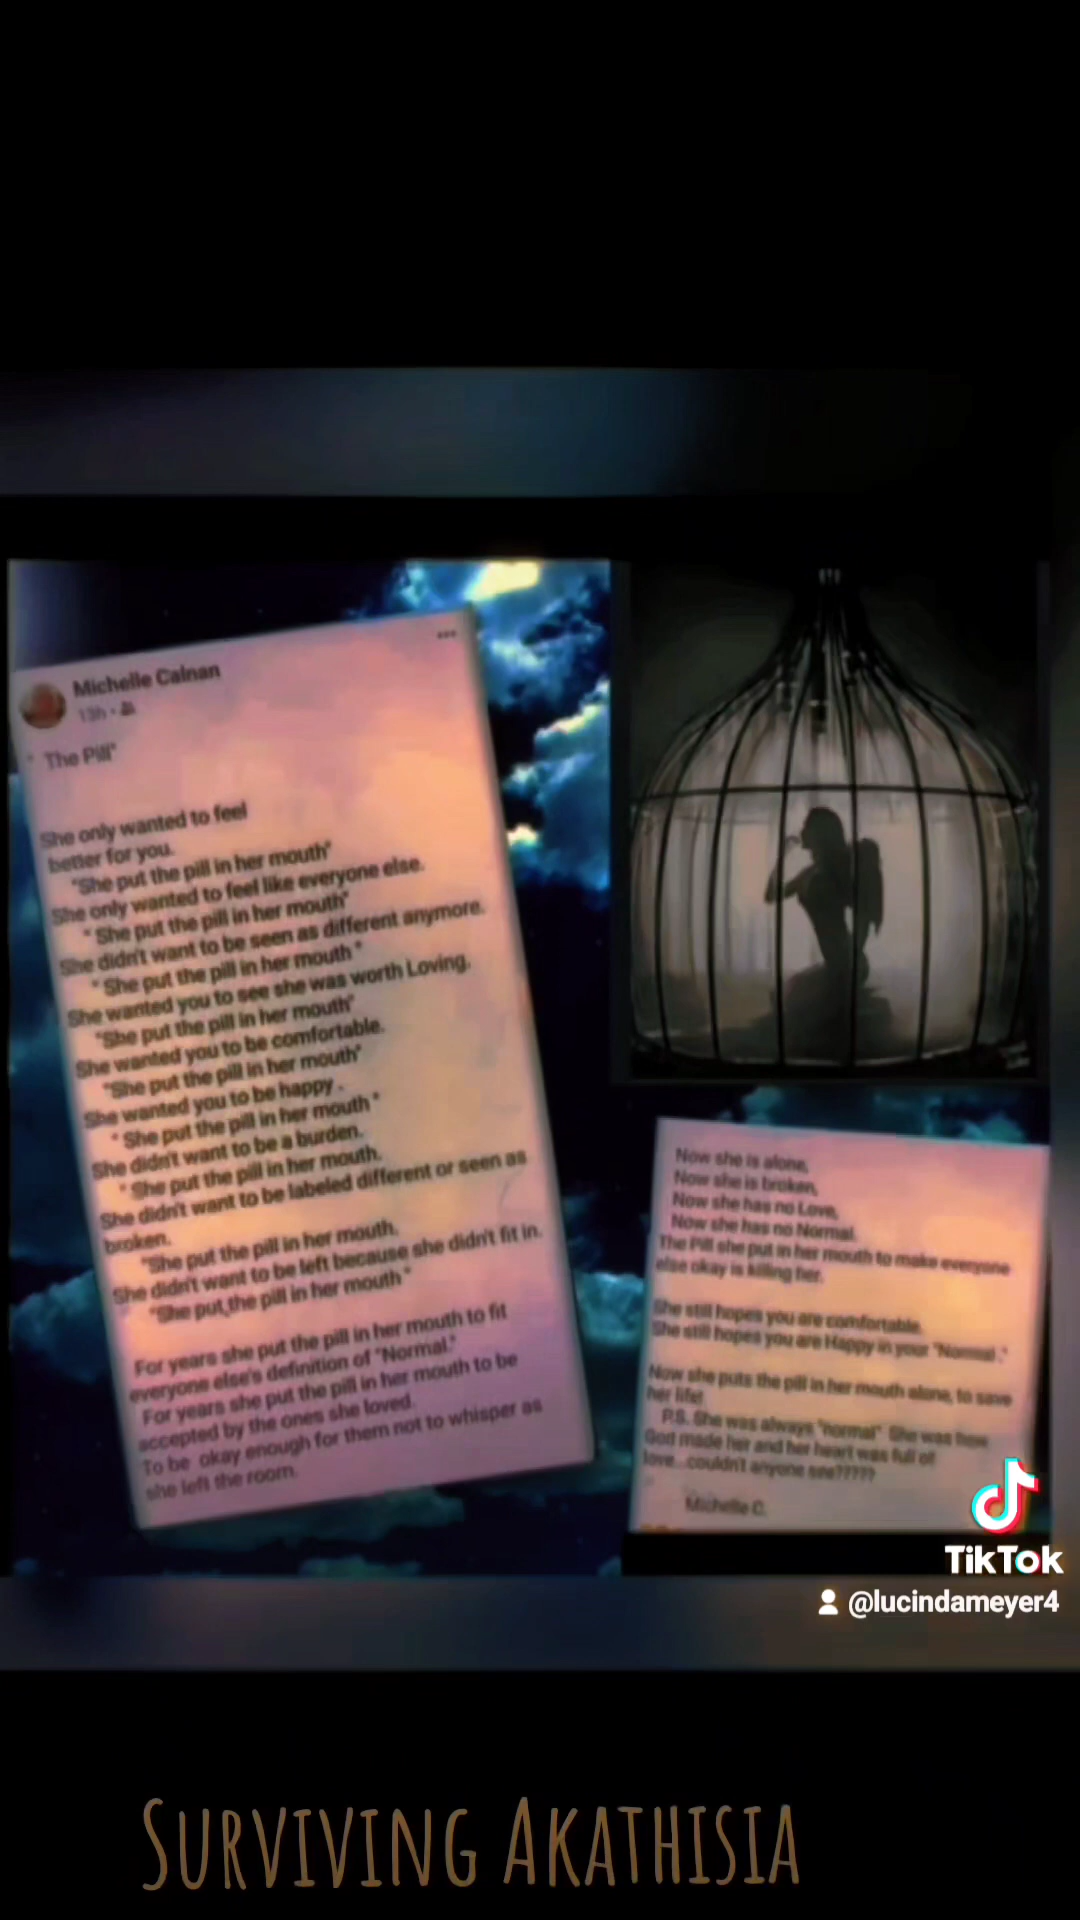 Michelle Calnan
13h
" The Pill"
She only wanted to feel
better for you.
"She put the pill in her mouth"
She only wanted to feel like everyone else.
" She put the pill in her mouth"
She didn't want to be seen as different anymore.
" She put the pill in her mouth "
She wanted you to see she was worth Loving.
"She put the pill in her mouth"
She wanted you to be comfortable.
"She put the pill in her mouth"
She wanted you to be happy .
" She put the pill in her mouth "
She didn't want to be a burden.
" She put the pill in her mouth.
She didn't want to be labeled different or seen as
broken.
"She put the pill in her mouth.
She didn't want to be left because she didn't fit in.
"She put the pill in her mouth "
For years she put the pill in her mouth to fit
everyone else's definition of "Normal."
For years she put the pill in her mouth to be
accepted by the ones she loved.
To be okay enough for them not to whisper as
she left the room.
Now she is alone,
Now she is broken,
Now she has no Love,
Now she has no Normal.
The Pill she put in her mouth to make everyone
else okay is killing her.
She still hopes you are comfortable.
She still hopes you are Happy in your "Normal ."
Now she puts the pill in her mouth alone, to save
her life!
P.S. She was always "normal" She was how
God made her and her heart was full of
love...couldn't anyone see?????
Michelle C.
TikTok
@lucindameyer4
Surviving Akathisia